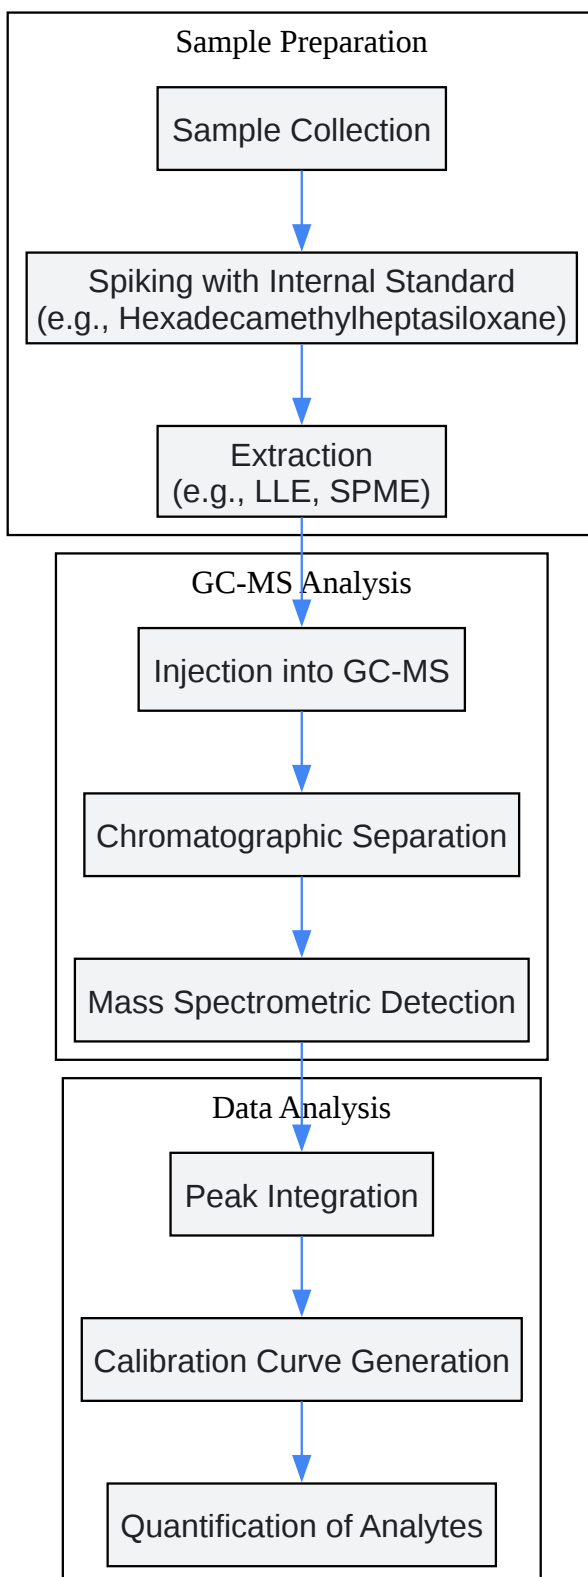 Sample Preparation
Sample Collection
Spiking with Internal Standard
(e.g., Hexadecamethylheptasiloxane)
Extraction
(e.g., LLE, SPME)
GC-MS Analysis
Injection into GC-MS
Chromatographic Separation
Mass Spectrometric Detection
Data Analysis
Peak Integration
Calibration Curve Generation
Quantification of Analytes